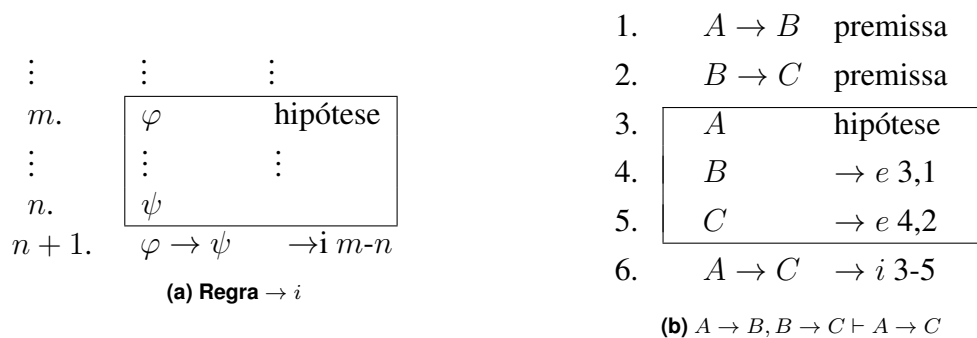 ⋮ ⋮ ⋮
m. φ hipótese
⋮ ⋮ ⋮
n. ψ
n + 1. φ → ψ →i m-n
(a) Regra → i
1. A → B premissa
2. B → C premissa
3. A hipótese
4. B → e 3,1
5. C → e 4,2
6. A → C → i 3-5
(b) A → B, B → C ⊢ A → C